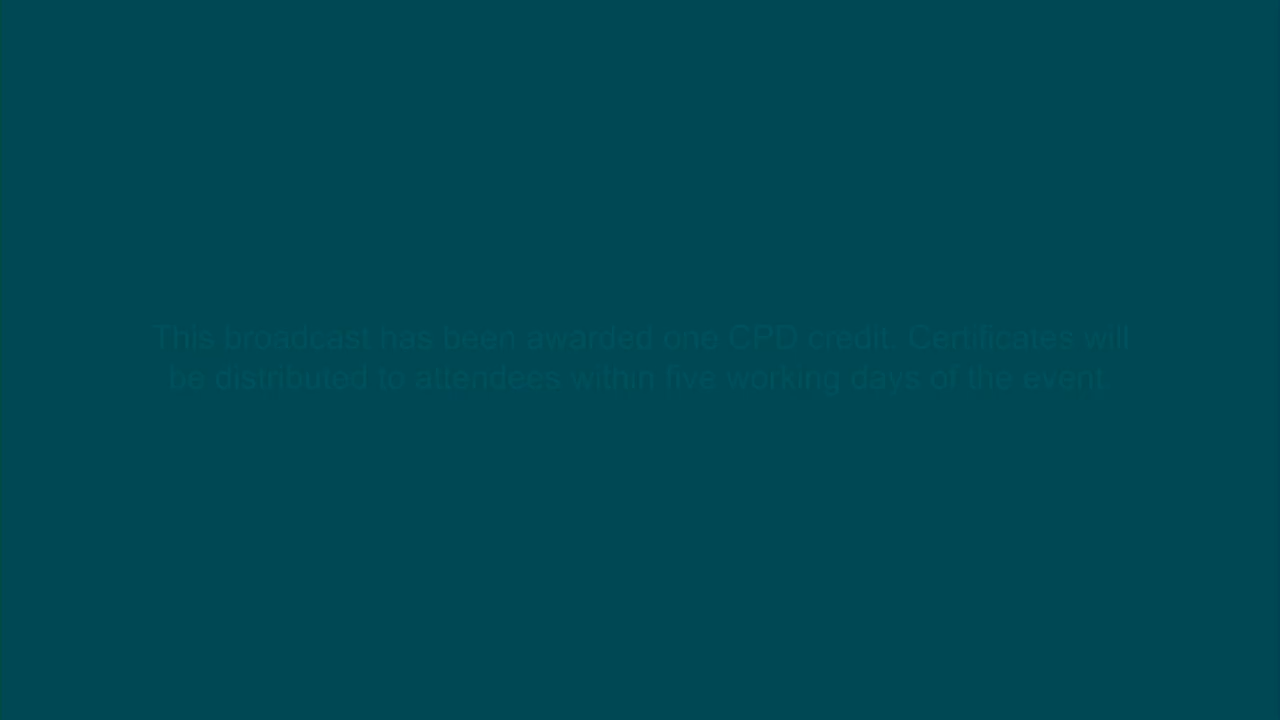 This broadcast has been awarded one CPD credit. Certificates will
be distributed to attendees within five working days of the event